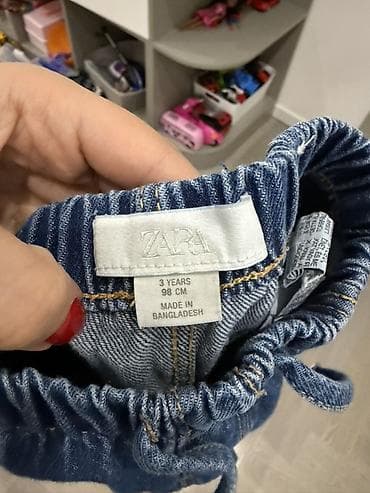 ZARA
3 YEARS
98 CM
MADE IN
BANGLADESH